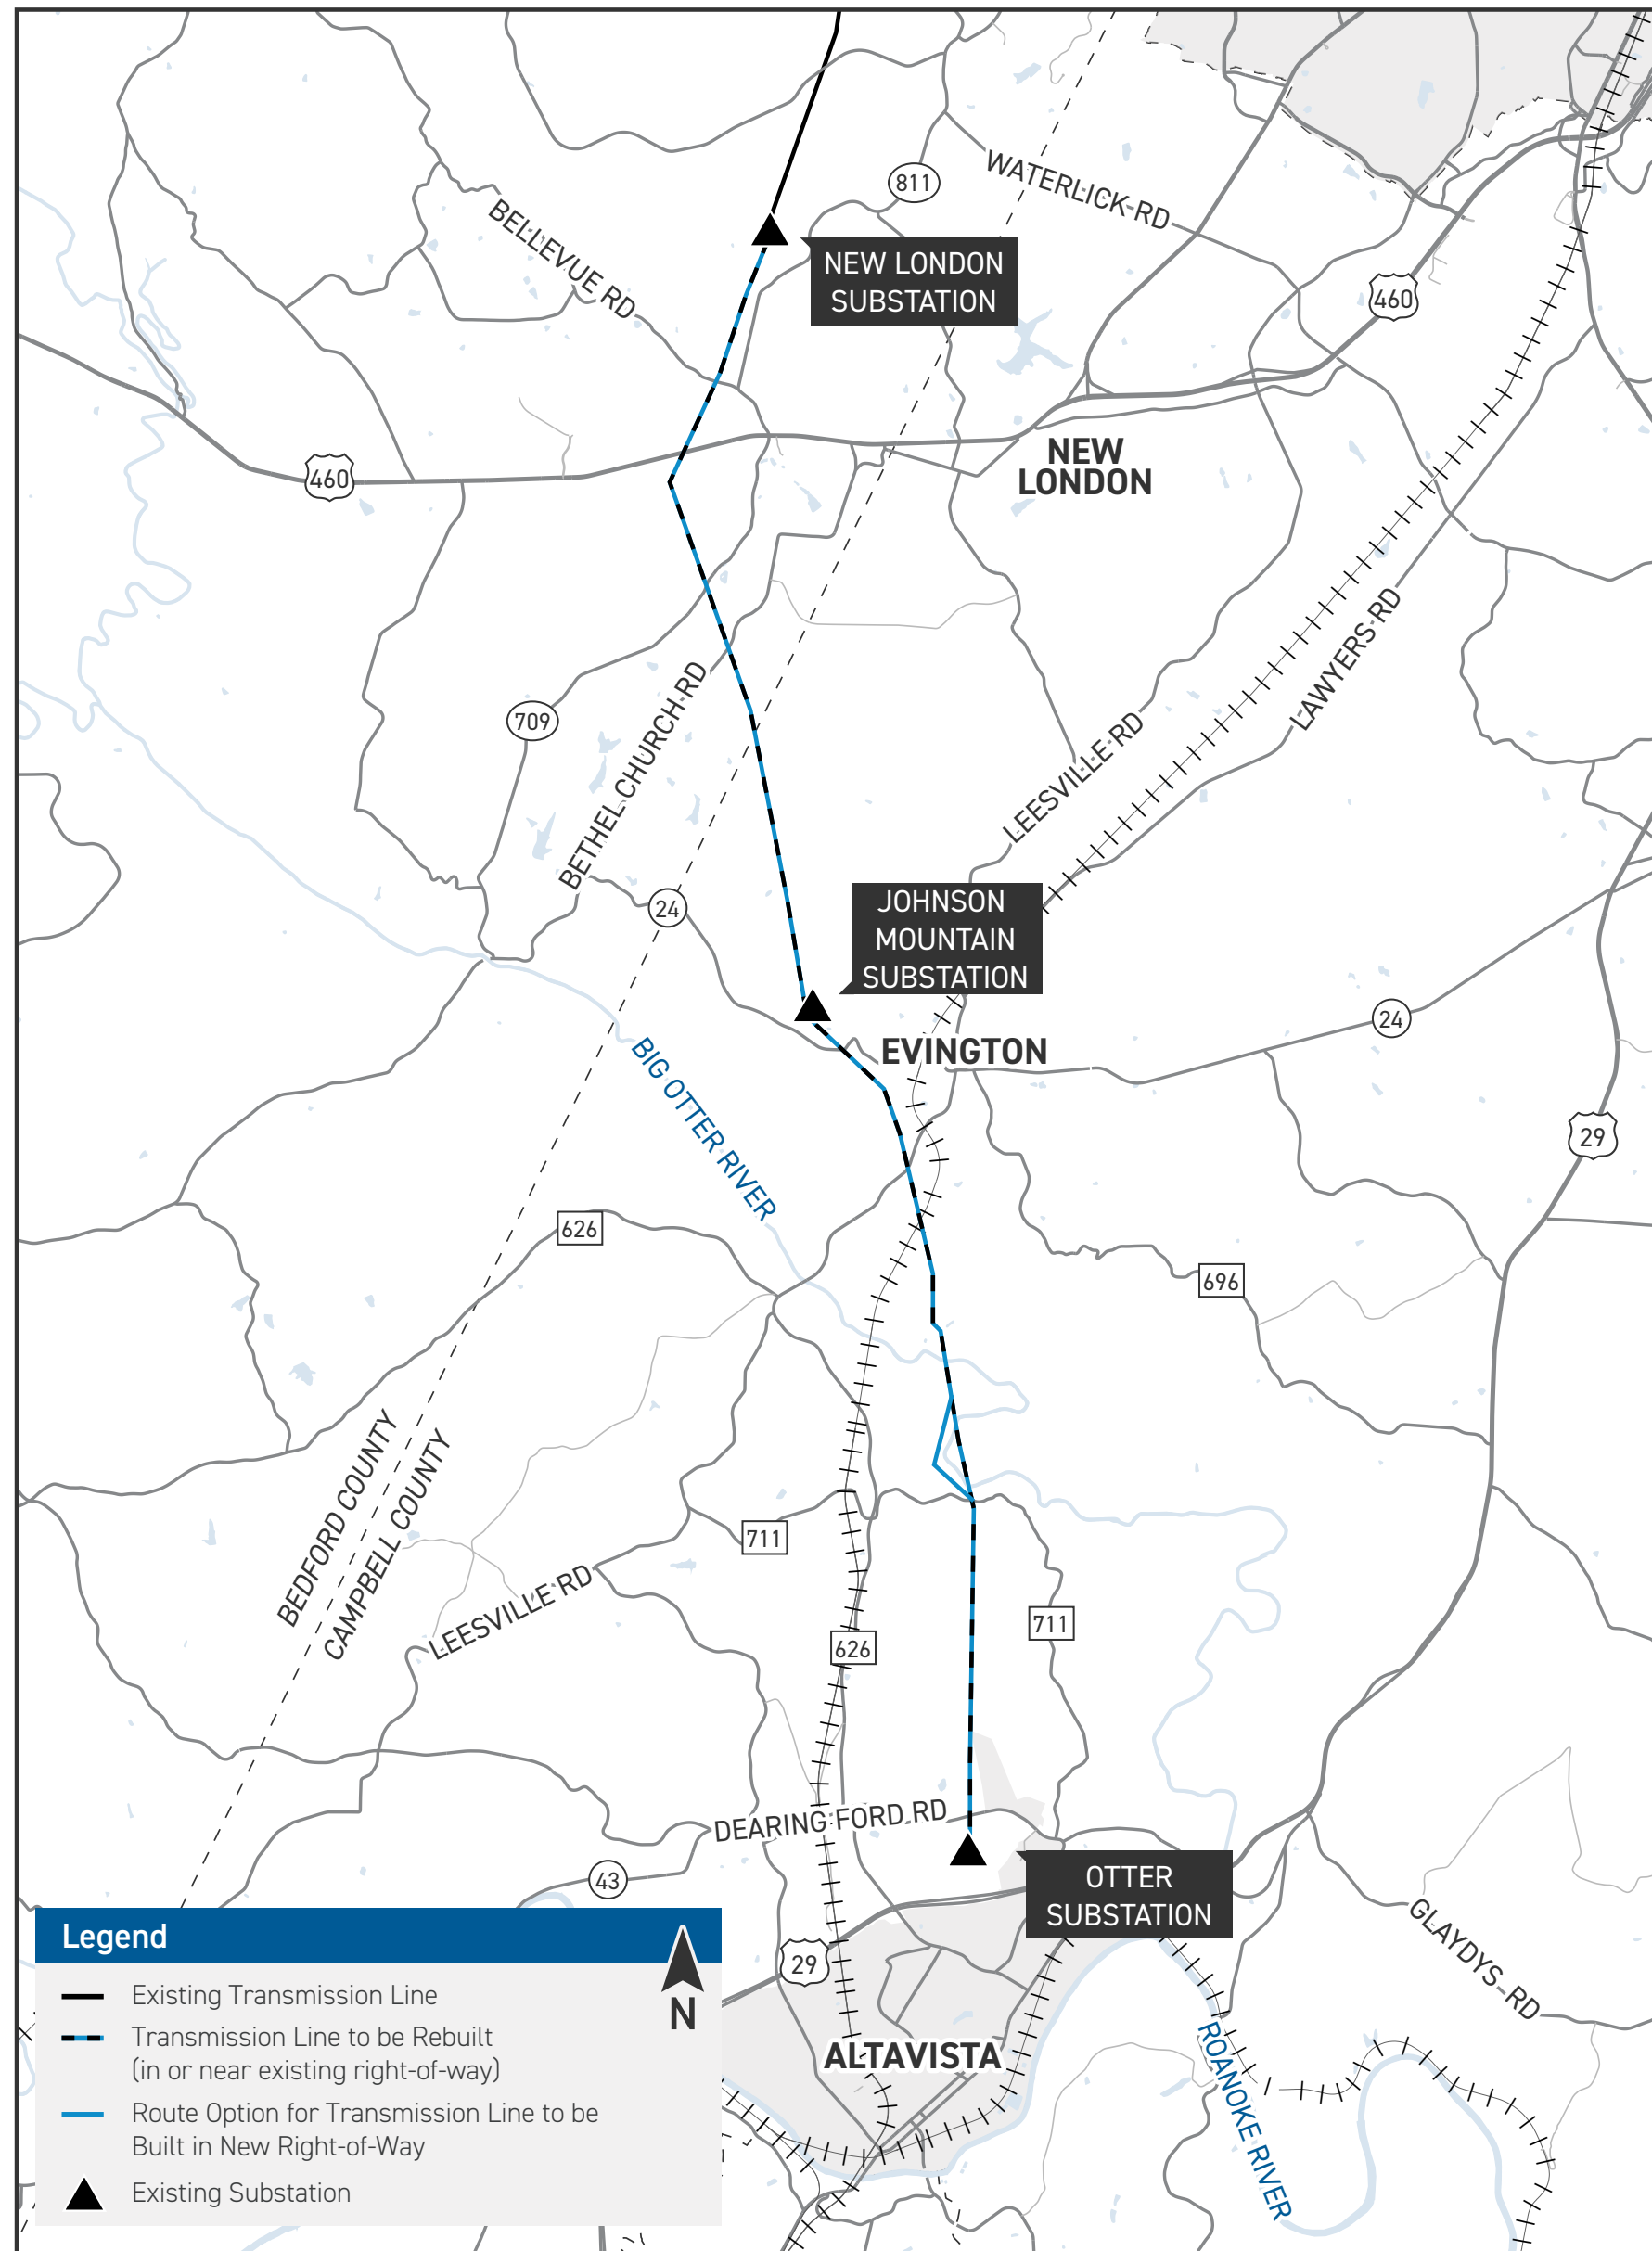 811
WATERLICK RD
BELLEVUE RD
NEW LONDON
SUBSTATION
460
NEW
LONDON
460
LAWYERS RD
BETHEL CHURCH RD
709
LEESVILLE RD
24
JOHNSON
MOUNTAIN
SUBSTATION
24
EVINGTON
BIG OTTER RIVER
29
626
696
BEDFORD COUNTY
CAMPBELL COUNTY
711
LEESVILLE RD
711
626
DEARING FORD RD
43
OTTER
SUBSTATION
GLAYDYS RD
29
ALTAVISTA
ROANOKE RIVER
Legend
N
Existing Transmission Line
Transmission Line to be Rebuilt
(in or near existing right-of-way)
Route Option for Transmission Line to be
Built in New Right-of-Way
Existing Substation